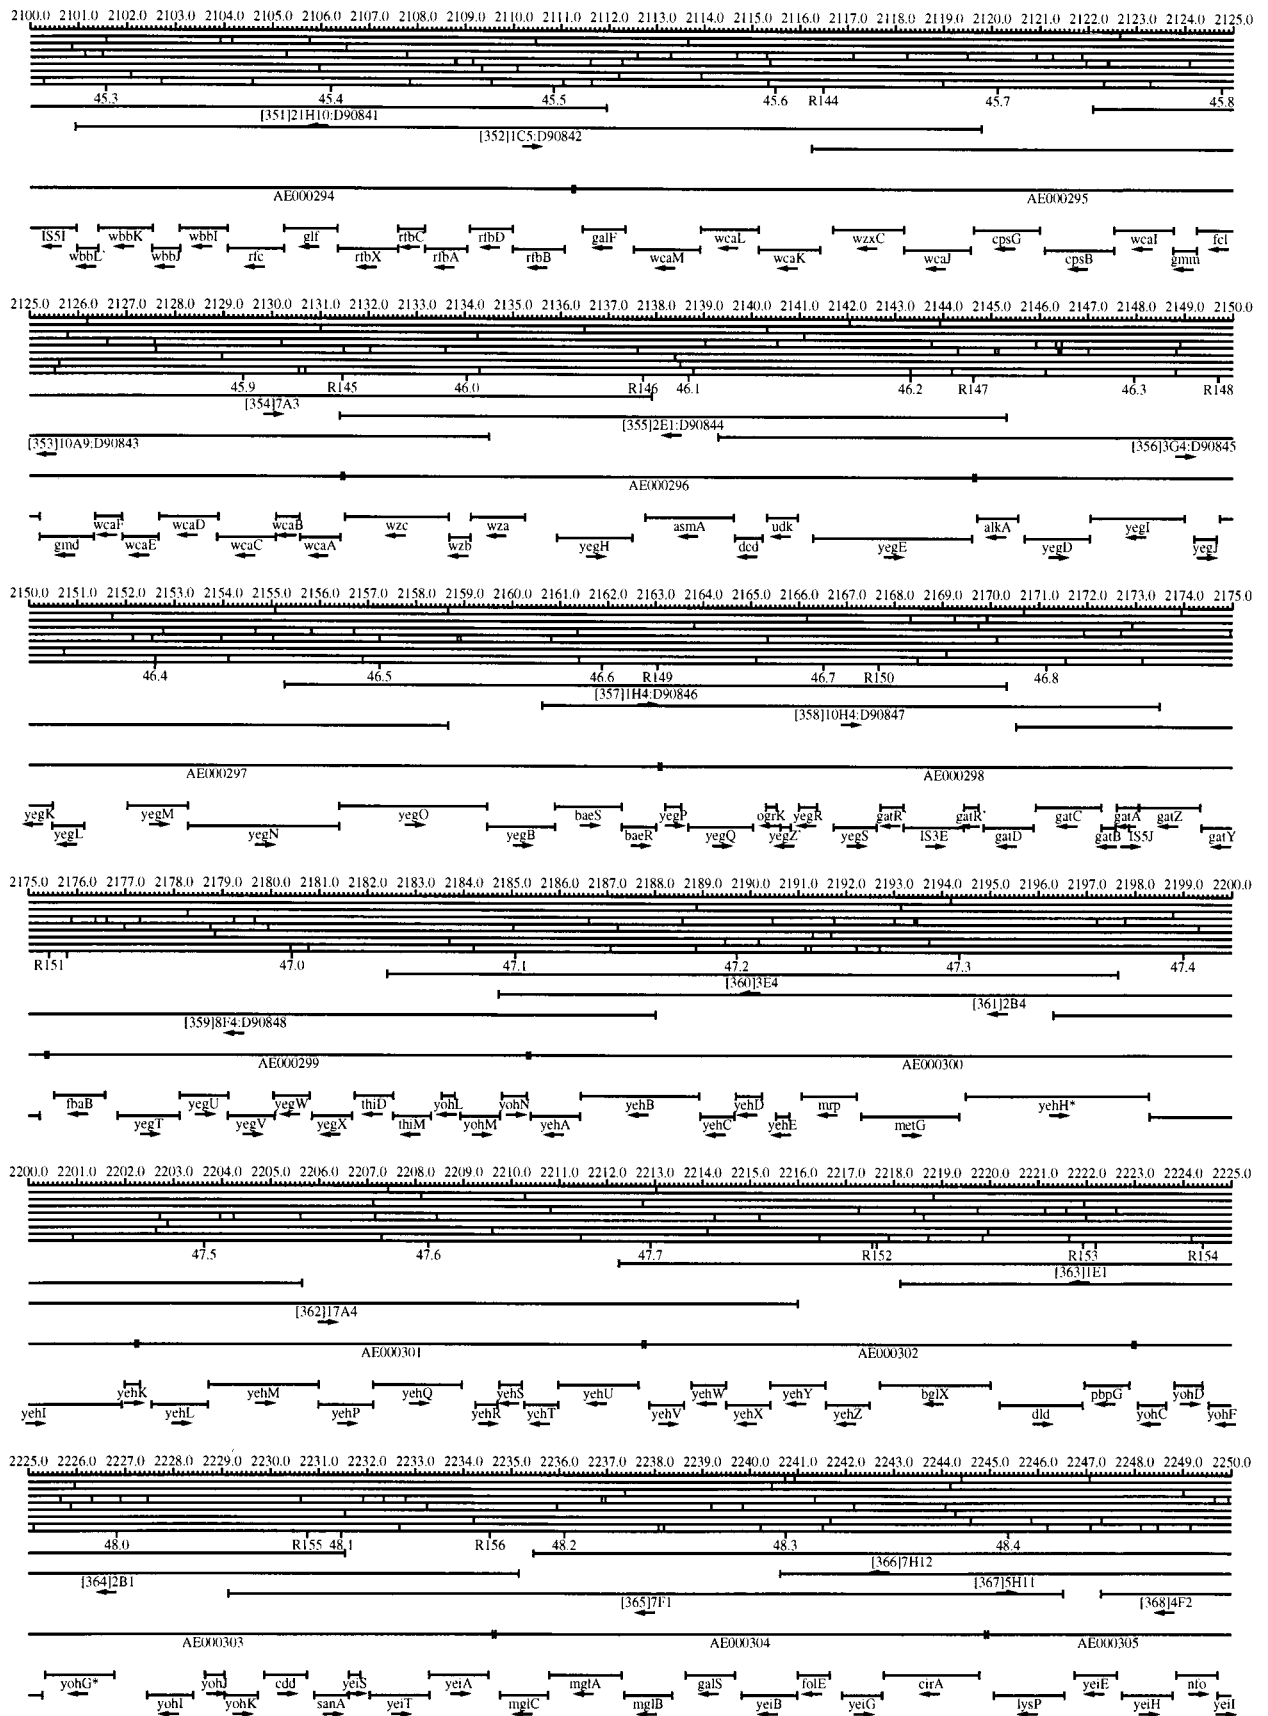 2100.0 2101.0 2102.0 2103.0 2104.0 2105.0 2106.0 2107.0 2108.0 2109.0 2110.0 2111.0 2112.0 2113.0 2114.0 2115.0 2116.0 2117.0 2118.0 2119.0 2120.0 2121.0 2122.0 2123.0 2124.0 2125.0
45.3 45.4 45.5 45.6 R144 45.7 45.8
[351]21H10:D90841
[352]1C5:D90842
AE000294 AE000295
IS5I wbbK wbbI glf rfbC rfbD galF wcaL wzxC cpsG wcaI fcl
wbbL` wbbJ rfc rfbX rfbA rfbB wcaM wcaK wcaJ cpsB gmm
2125.0 2126.0 2127.0 2128.0 2129.0 2130.0 2131.0 2132.0 2133.0 2134.0 2135.0 2136.0 2137.0 2138.0 2139.0 2140.0 2141.0 2142.0 2143.0 2144.0 2145.0 2146.0 2147.0 2148.0 2149.0 2150.0
45.9 R145 46.0 R146 46.1 46.2 R147 46.3 R148
[354]7A3
[355]2E1:D90844
[353]10A9:D90843 [356]3G4:D90845
AE000296
wcaF wcaD wcaB wzc wza asmA udk alkA yegI
gmd wcaE wcaC wcaA wzb yegH dcd yegE yegD yegJ
2150.0 2151.0 2152.0 2153.0 2154.0 2155.0 2156.0 2157.0 2158.0 2159.0 2160.0 2161.0 2162.0 2163.0 2164.0 2165.0 2166.0 2167.0 2168.0 2169.0 2170.0 2171.0 2172.0 2173.0 2174.0 2175.0
46.4 46.5 46.6 R149 46.7 R150 46.8
[357]1H4:D90846
[358]10H4:D90847
AE000297 AE000298
yegK yegM yegO baeS yegP ogrK yegR gatR` gatR` gatC gatA gatZ
yegL yegN yegB baeR yegQ yegZ` yegS IS3E gatD gatB IS5J gatY
2175.0 2176.0 2177.0 2178.0 2179.0 2180.0 2181.0 2182.0 2183.0 2184.0 2185.0 2186.0 2187.0 2188.0 2189.0 2190.0 2191.0 2192.0 2193.0 2194.0 2195.0 2196.0 2197.0 2198.0 2199.0 2200.0
R151 47.0 47.1 47.2 47.3 47.4
[360]3E4
[361]2B4
[359]8F4:D90848
AE000299 AE000300
fbaB yegU yegW thiD yohL yohN yehB yehD mrp yehH*
yegT yegV yegX thiM yohM yehA yehC yehE metG
2200.0 2201.0 2202.0 2203.0 2204.0 2205.0 2206.0 2207.0 2208.0 2209.0 2210.0 2211.0 2212.0 2213.0 2214.0 2215.0 2216.0 2217.0 2218.0 2219.0 2220.0 2221.0 2222.0 2223.0 2224.0 2225.0
47.5 47.6 47.7 R152 R153 R154
[363]1E1
[362]17A4
AE000301 AE000302
yehK yehM yehQ yehS yehU yehW yehY bglX pbpG yohD
yehI yehL yehP yehR yehT yehV yehX yehZ dld yohC yohF
2225.0 2226.0 2227.0 2228.0 2229.0 2230.0 2231.0 2232.0 2233.0 2234.0 2235.0 2236.0 2237.0 2238.0 2239.0 2240.0 2241.0 2242.0 2243.0 2244.0 2245.0 2246.0 2247.0 2248.0 2249.0 2250.0
48.0 R155 48.1 R156 48.2 48.3 48.4
[366]7H12
[364]2B1 [367]5H11
[365]7F1 [368]4F2
AE000303 AE000304 AE000305
yohG* yohJ cdd yeiS yeiA mglA galS folE cirA yeiE nfo
yohI yohK sanA yeiT mglC mglB yeiB yeiG lysP yeiH yeiI